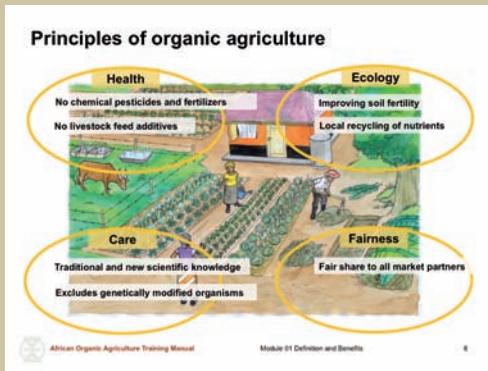 Principles of organic agriculture
Health
No chemical pesticides and fertilizers
No livestock feed additives
Ecology
Improving soil fertility
Local recycling of nutrients
Care
Traditional and new scientific knowledge
Excludes genetically modified organisms
Fairness
Fair share to all market partners
African Organic Agriculture Training Manual
Module 01 Definition and Benefits